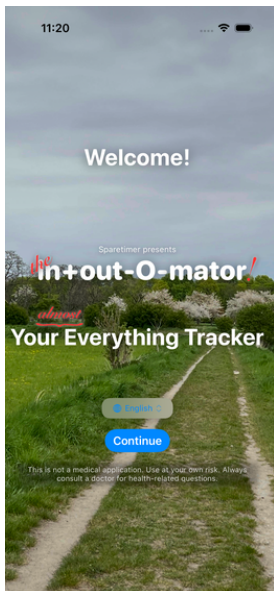 11:20
Welcome!
Sparetimer presents
the in+out-O-mator!
almost
Your Everything Tracker
English
Continue
This is not a medical application. Use at your own risk. Always
consult a doctor for health-related questions.